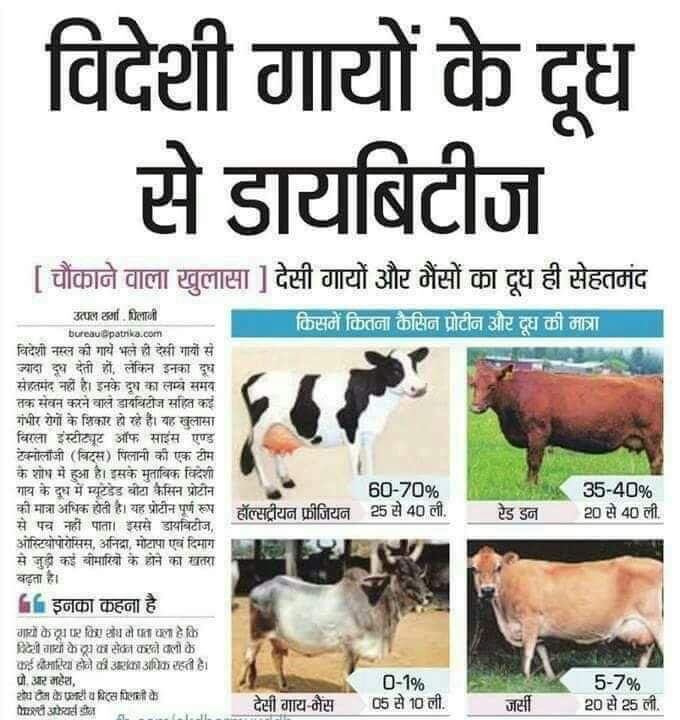 विदेशी गायों के दूध
से डायबिटीज
[ चौंकाने वाला खुलासा ] देसी गायों और भैंसों का दूध ही सेहतमंद
उत्पल शर्मा . पिलानी
bureau@patrika.com
विदेशी नस्ल की गायें भले ही देसी गायों से
ज्यादा दूध देती हों, लेकिन इनका दूध
सेहतमंद नहीं है। इनके दूध का लम्बे समय
तक सेवन करने वाले डायबिटीज सहित कई
गंभीर रोगों के शिकार हो रहे हैं। यह खुलासा
बिरला इंस्टीट्यूट ऑफ साइंस एण्ड
टेक्नोलॉजी (बिट्स) पिलानी की एक टीम
के शोध में हुआ है। इसके मुताबिक विदेशी
गाय के दूध में म्यूटेडेड बीटा कैसिन प्रोटीन
की मात्रा अधिक होती है। यह प्रोटीन पूर्ण रूप
से पच नहीं पाता। इससे डायबिटीज,
ओस्टियोपोरोसिस, अनिद्रा, मोटापा एवं दिमाग
से जुड़ी कई बीमारियों के होने का खतरा
बढ़ता है।
इनका कहना है
गायों के दूध पर किए शोध में पता चला है कि
विदेशी गायों के दूध का सेवन करने वालों के
कई बीमारियां होने की आशंका अधिक रहती है।
प्रो. आर महेश,
शोध टीम के प्रभारी व बिट्स पिलानी के
फैकल्टी अफेयर्स डीन
किसमें कितना कैसिन प्रोटीन और दूध की मात्रा
60-70%
हॉल्सट्रीयन फ्रीजियन 25 से 40 ली.
35-40%
रेड डन 20 से 40 ली.
0-1%
देसी गाय-भैंस 05 से 10 ली.
5-7%
जर्सी 20 से 25 ली.